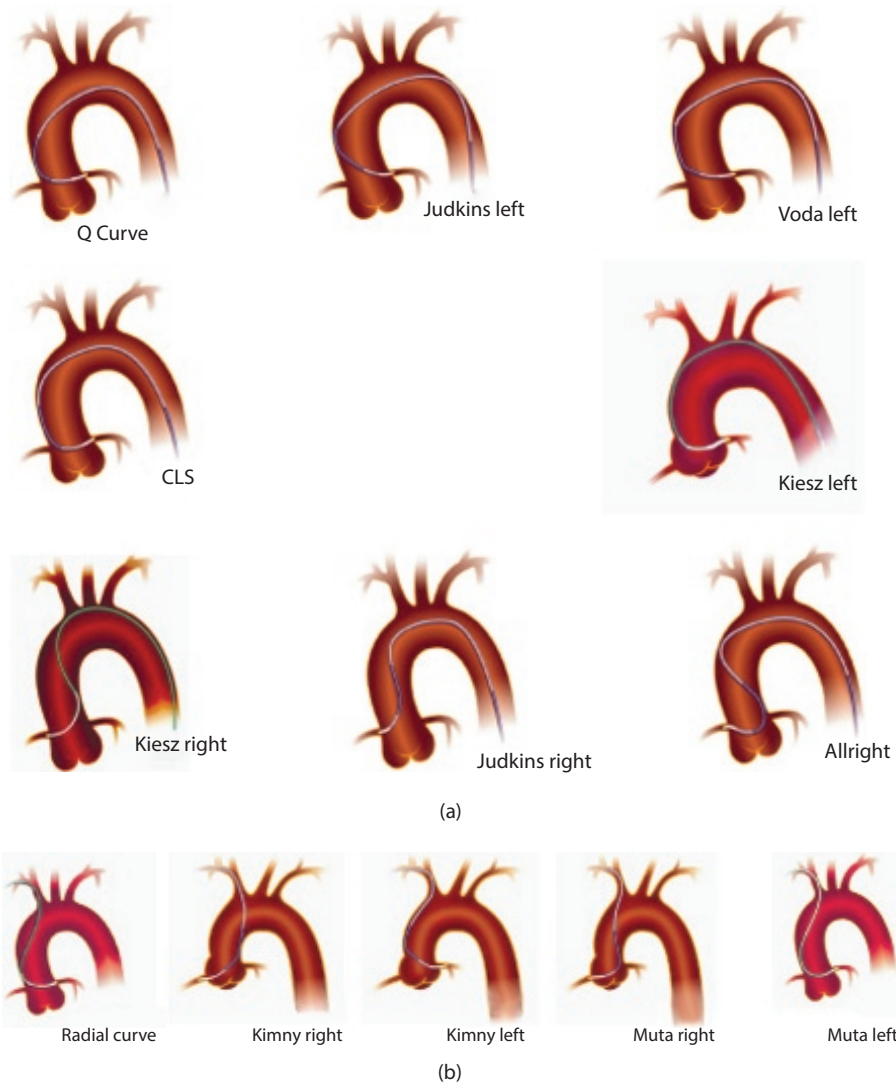 Q Curve
Judkins left
Voda left
CLS
Kiesz left
Kiesz right
Judkins right
Allright
(a)
Radial curve
Kimny right
Kimny left
Muta right
Muta left
(b)